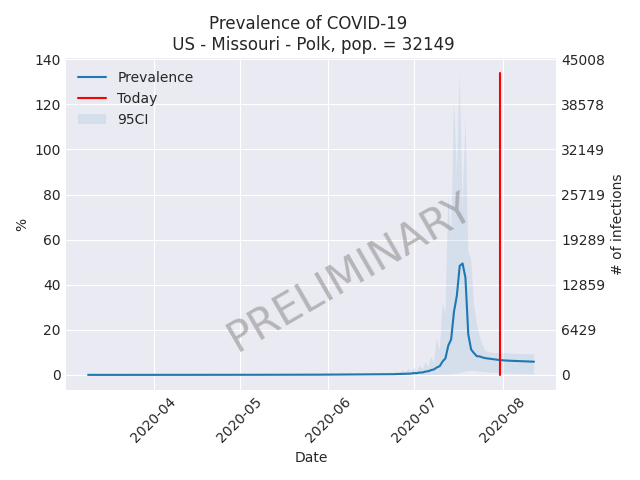 Prevalence of COVID-19
US - Missouri - Polk, pop. = 32149
Prevalence
Today
95CI
PRELIMINARY
%
140
120
100
80
60
40
20
0
45008
38578
32149
25719
19289
12859
6429
0
# of infections
2020-04
2020-05
2020-06
2020-07
2020-08
Date